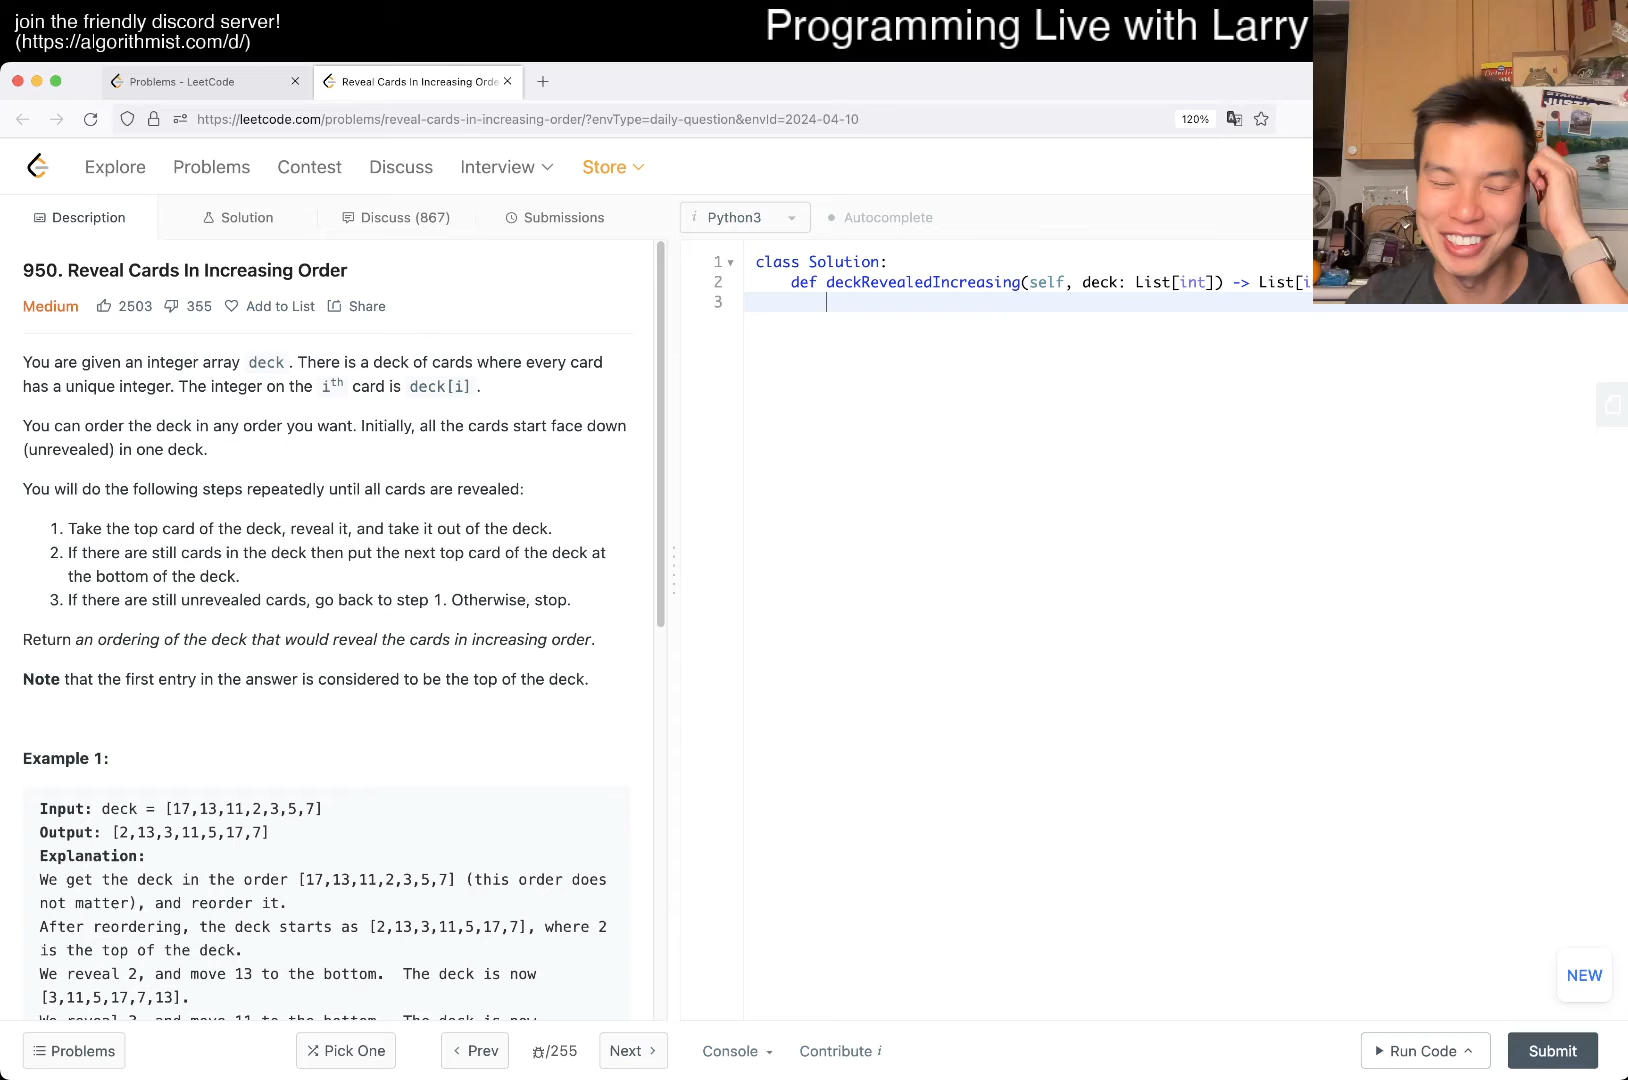 join the friendly discord server!
(https://algorithmist.com/d/)
Programming Live with Larry
Problems - LeetCode
Reveal Cards In Increasing Orde
https://leetcode.com/problems/reveal-cards-in-increasing-order/?envType=daily-question&envId=2024-04-10
120%
Explore
Problems
Contest
Discuss
Interview
Store
Description
Solution
Discuss (867)
Submissions
i Python3
Autocomplete
950. Reveal Cards In Increasing Order
Medium
2503
355
Add to List
Share
You are given an integer array deck. There is a deck of cards where every card
has a unique integer. The integer on the ith card is deck[i].
You can order the deck in any order you want. Initially, all the cards start face down
(unrevealed) in one deck.
You will do the following steps repeatedly until all cards are revealed:
1. Take the top card of the deck, reveal it, and take it out of the deck.
2. If there are still cards in the deck then put the next top card of the deck at
the bottom of the deck.
3. If there are still unrevealed cards, go back to step 1. Otherwise, stop.
Return an ordering of the deck that would reveal the cards in increasing order.
Note that the first entry in the answer is considered to be the top of the deck.
Example 1:
Input: deck = [17,13,11,2,3,5,7]
Output: [2,13,3,11,5,17,7]
Explanation:
We get the deck in the order [17,13,11,2,3,5,7] (this order does
not matter), and reorder it.
After reordering, the deck starts as [2,13,3,11,5,17,7], where 2
is the top of the deck.
We reveal 2, and move 13 to the bottom.  The deck is now
[3,11,5,17,7,13].
We reveal 3, and move 11 to the bottom.  The deck is now
1 class Solution:
2 def deckRevealedIncreasing(self, deck: List[int]) -> List[i
3
NEW
Problems
Pick One
Prev
/255
Next
Console
Contribute i
Run Code
Submit